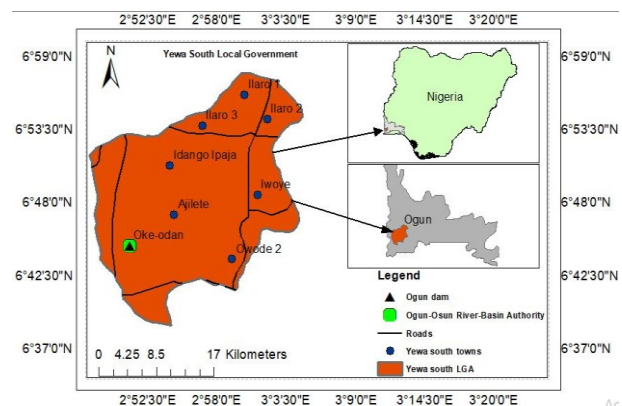 2°52'30"E 2°58'0"E 3°3'30"E 3°9'0"E 3°14'30"E 3°20'0"E
6°59'0"N
6°53'30"N
6°48'0"N
6°42'30"N
6°37'0"N
N
Yewa South Local Government
Ilaro 1
Ilaro 2
Ilaro 3
Idango Ipaja
Iwoye
Ajilete
Oke-odan
Owode 2
0 4.25 8.5 17 Kilometers
Nigeria
Ogun
Legend
Ogun dam
Ogun-Osun River-Basin Authority
Roads
Yewa south towns
Yewa south LGA
6°59'0"N
6°53'30"N
6°48'0"N
6°42'30"N
6°37'0"N
2°52'30"E 2°58'0"E 3°3'30"E 3°9'0"E 3°14'30"E 3°20'0"E